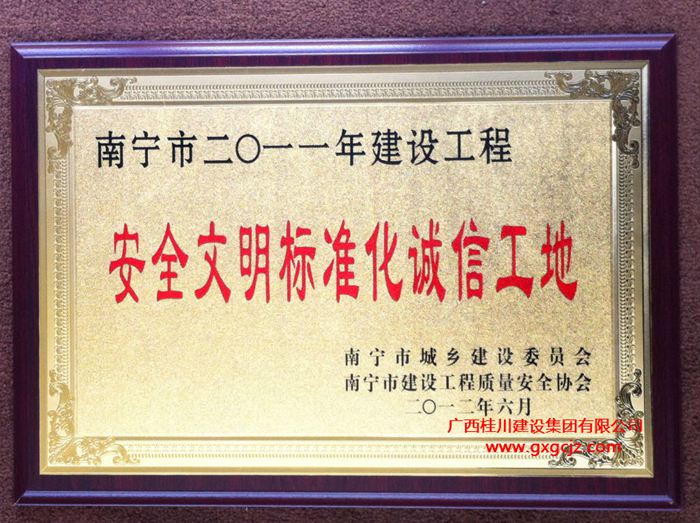 南宁市二〇一一年建设工程
安全文明标准化诚信工地
南宁市城乡建设委员会
南宁市建设工程质量安全协会
二〇一二年六月
广西桂川建设集团有限公司
www.gxgcjz.com